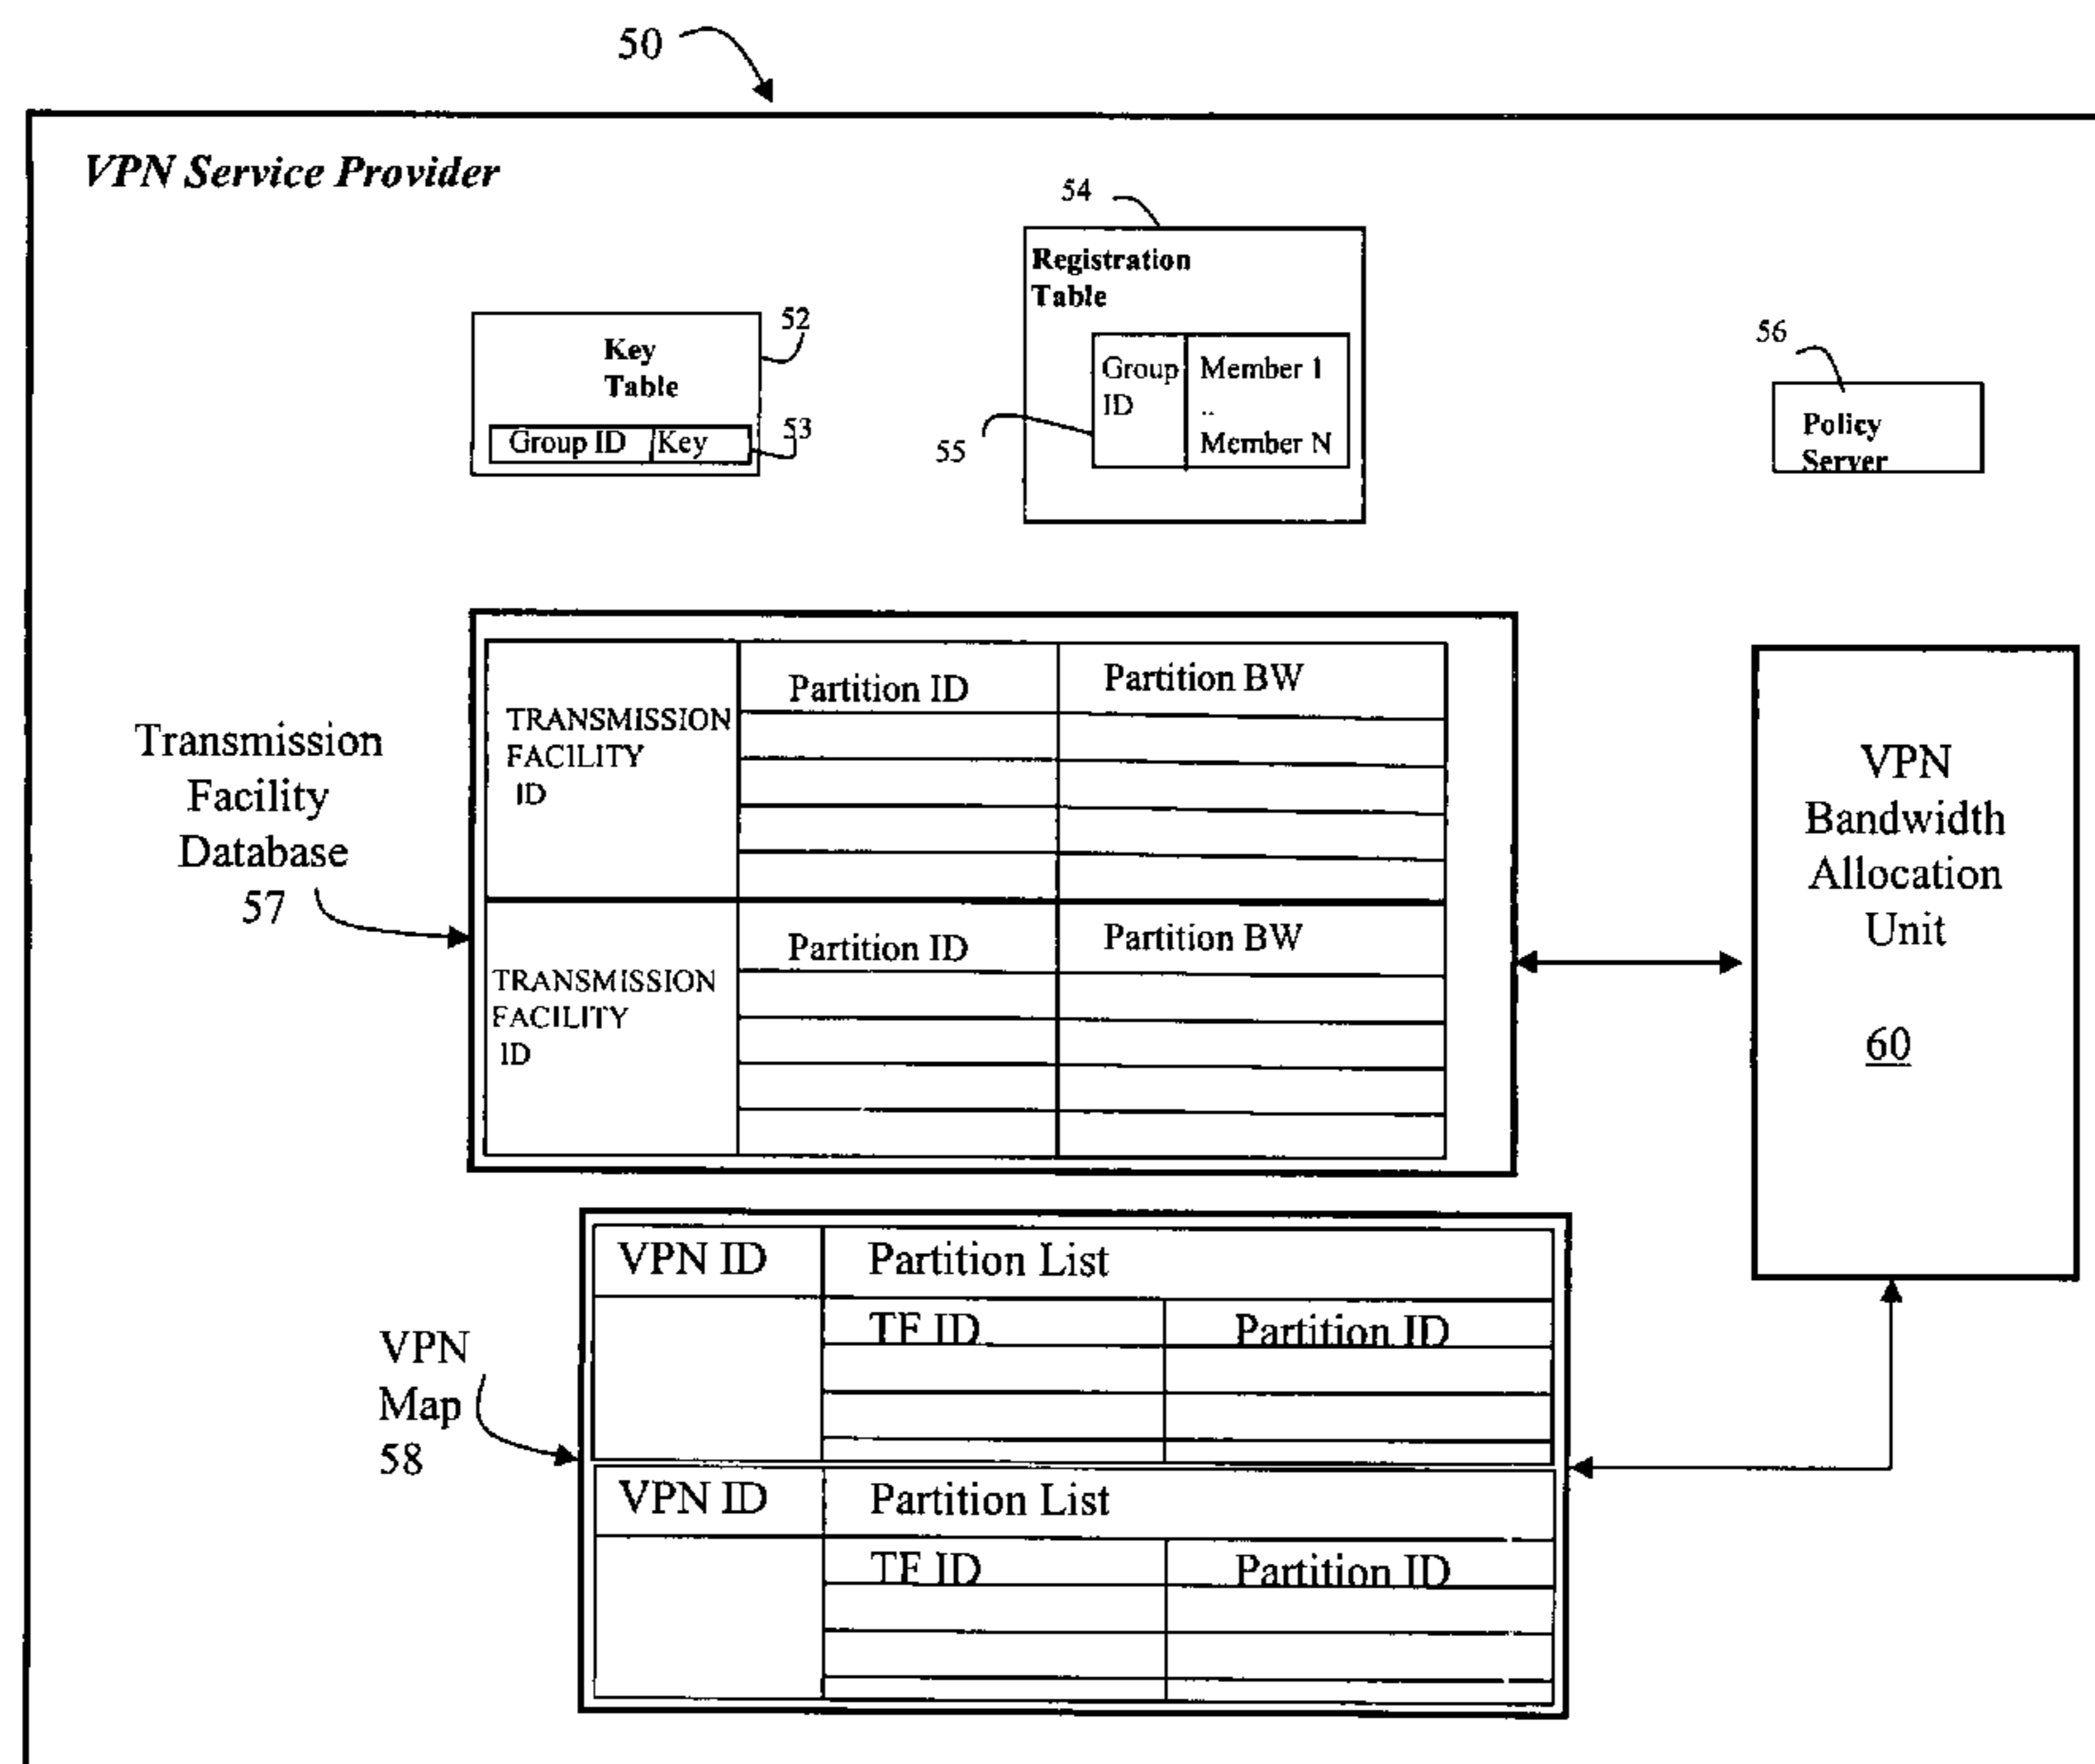 50
VPN Service Provider
54
Registration
Table
Group
ID
Member 1
..
Member N
55
52
Key
Table
Group ID Key
53
56
Policy
Server
Transmission
Facility
Database
57
TRANSMISSION
FACILITY
ID
Partition ID Partition BW
TRANSMISSION
FACILITY
ID
Partition ID Partition BW
VPN
Bandwidth
Allocation
Unit
60
VPN
Map
58
VPN ID Partition List
TF ID Partition ID
VPN ID Partition List
TF ID Partition ID